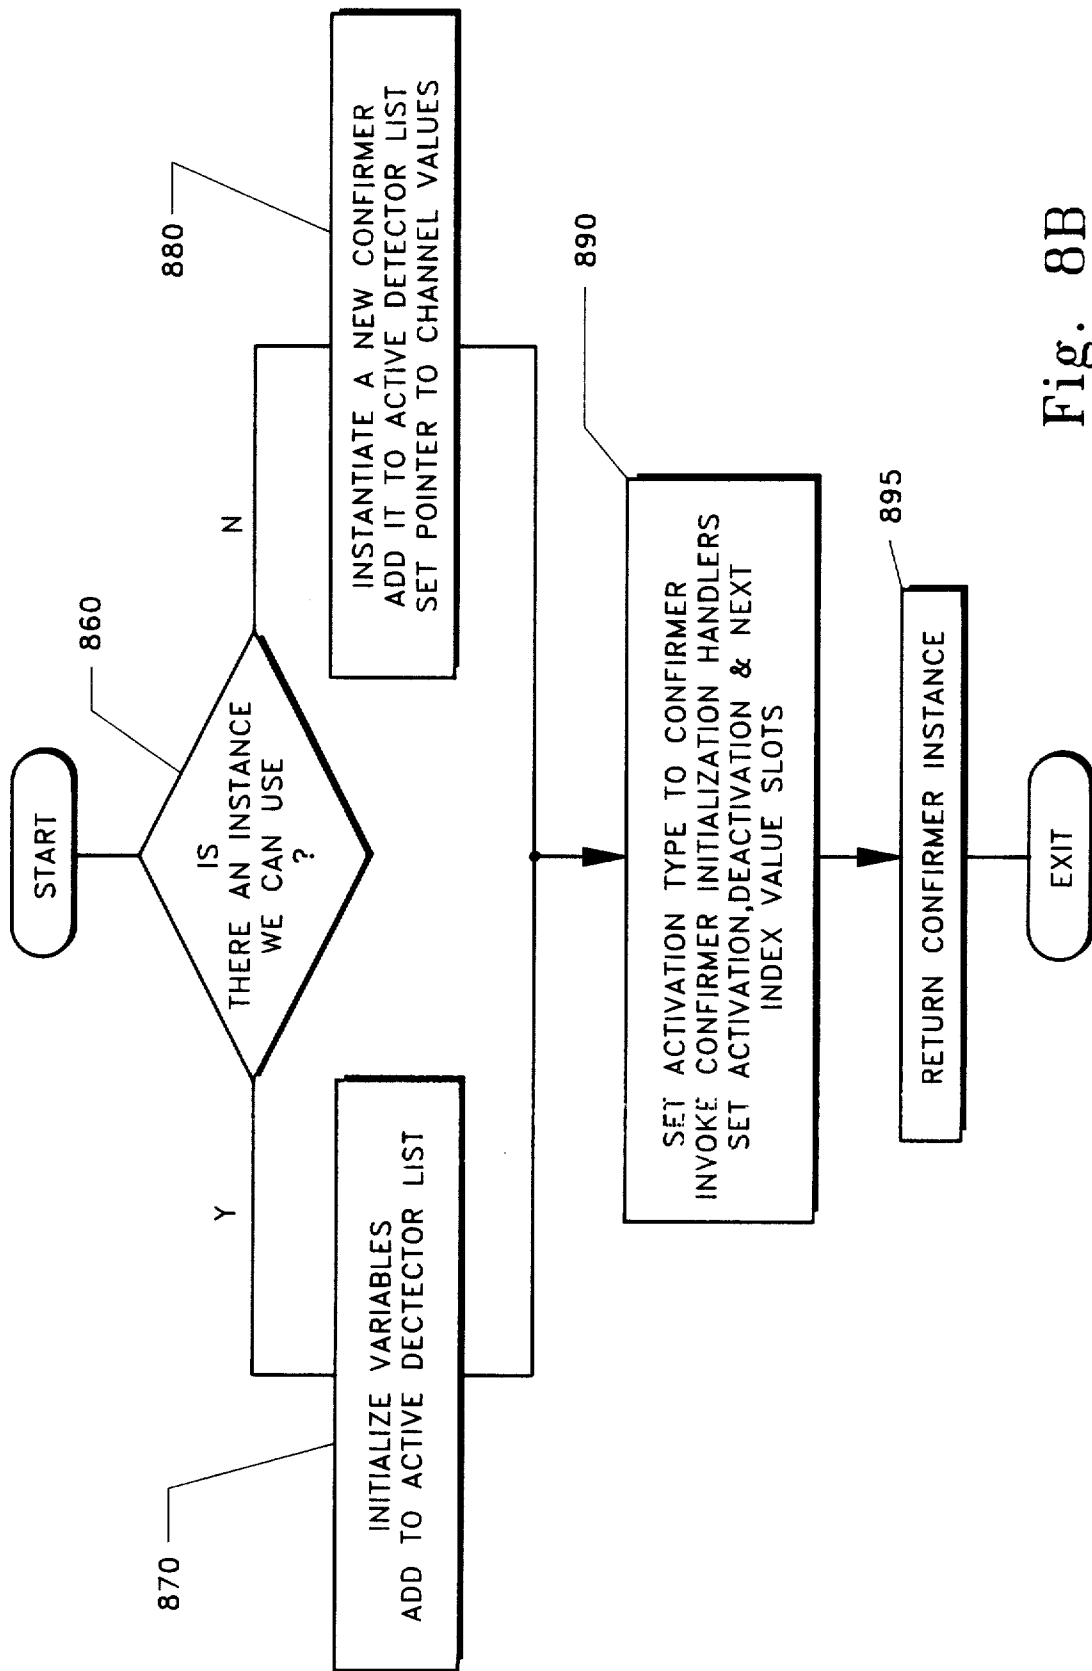 START
860
IS
THERE AN INSTANCE
WE CAN USE
?
Y
N
870
INITIALIZE VARIABLES
ADD TO ACTIVE DECTECTOR LIST
880
INSTANTIATE A NEW CONFIRMER
ADD IT TO ACTIVE DETECTOR LIST
SET POINTER TO CHANNEL VALUES
890
SET ACTIVATION TYPE TO CONFIRMER
INVOKE CONFIRMER INITIALIZATION HANDLERS
SET ACTIVATION,DEACTIVATION & NEXT
INDEX VALUE SLOTS
895
RETURN CONFIRMER INSTANCE
EXIT
Fig. 8B